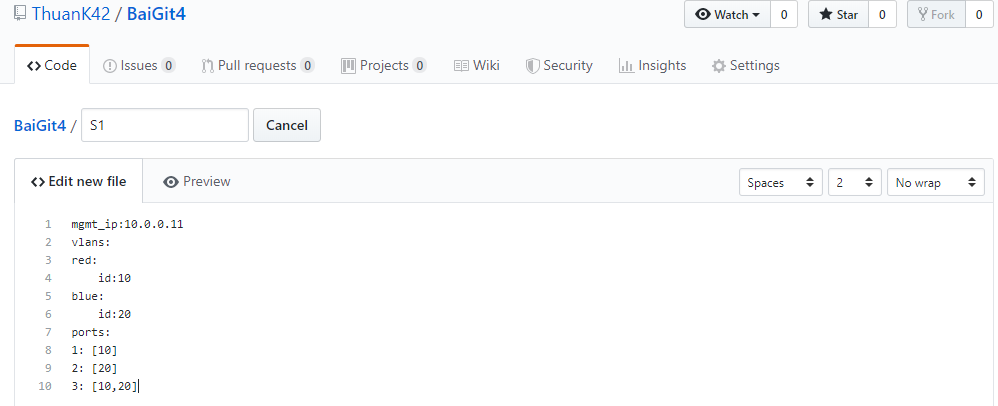 ThuanK42 / BaiGit4
Watch 0 Star 0 Fork 0
Code Issues 0 Pull requests 0 Projects 0 Wiki Security Insights Settings
BaiGit4 / S1 Cancel
Edit new file Preview Spaces 2 No wrap
1 mgmt_ip:10.0.0.11
2 vlans:
3 red:
4 id:10
5 blue:
6 id:20
7 ports:
8 1: [10]
9 2: [20]
10 3: [10,20]